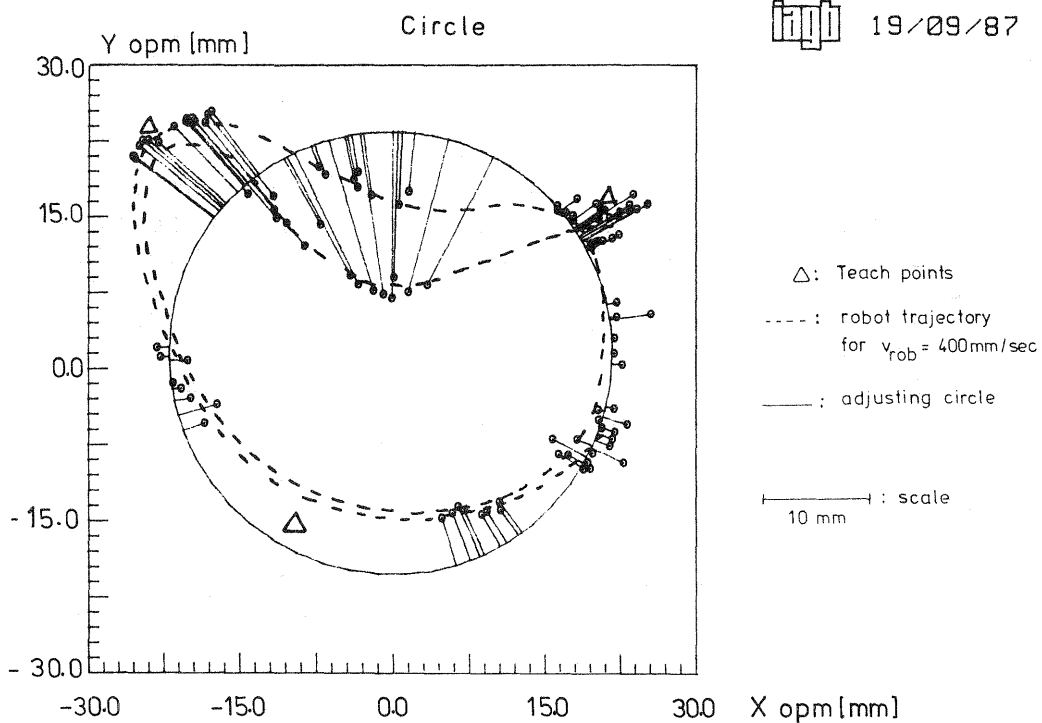 Circle
19/09/87
Y opm [mm]
30.0
15.0
0.0
-15.0
-30.0
-30.0 -15.0 0.0 15.0 30.0 X opm [mm]
△: Teach points
-----: robot trajectory
for v_rob = 400mm/sec
——: adjusting circle
: scale
10 mm